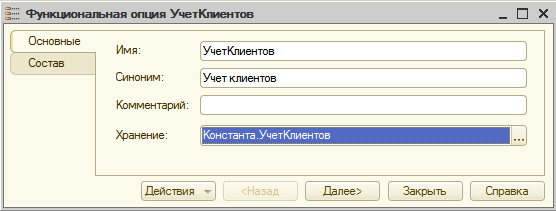 Функциональная опция УчетКлиентов
Основные
Состав
Имя: УчетКлиентов
Синоним: Учет клиентов
Комментарий:
Хранение: Константа.УчетКлиентов ...
Действия <Назад Далее> Закрыть Справка